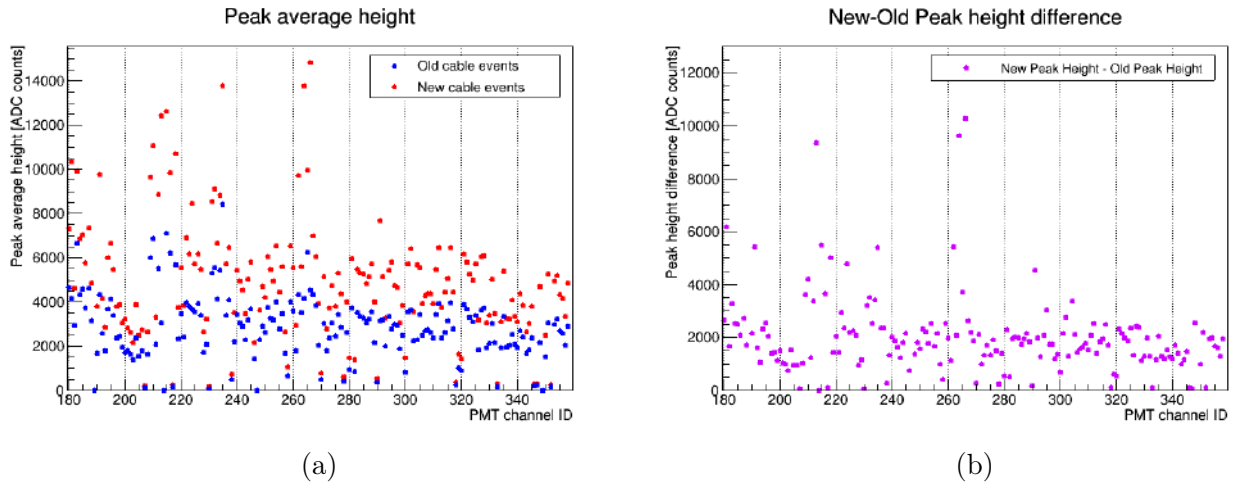 Peak average height
Peak average height [ADC counts]
14000
12000
10000
8000
6000
4000
2000
0
Old cable events
New cable events
180 200 220 240 260 280 300 320 340
PMT channel ID
(a)
New-Old Peak height difference
Peak height difference [ADC counts]
12000
10000
8000
6000
4000
2000
0
New Peak Height - Old Peak Height
180 200 220 240 260 280 300 320 340
PMT channel ID
(b)